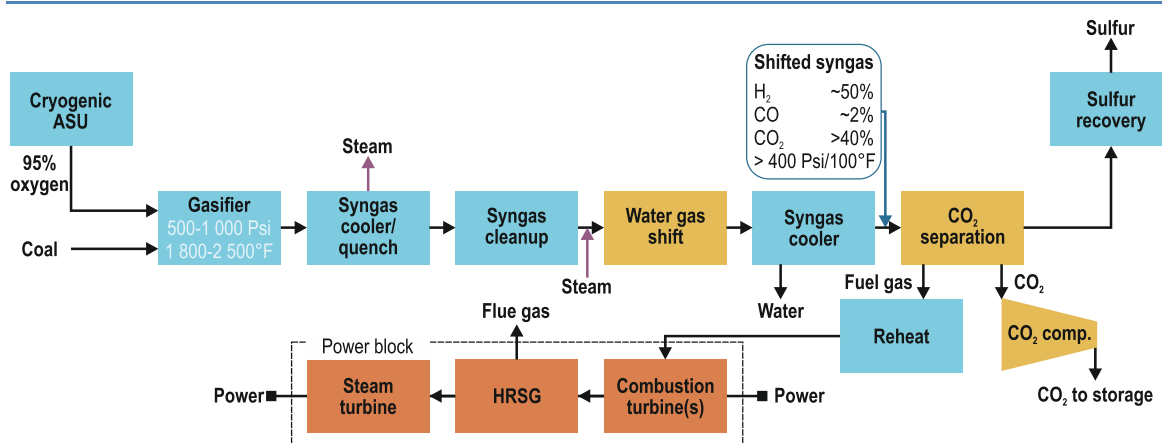 Sulfur
Shifted syngas
H₂ ~50%
CO ~2%
CO₂ >40%
> 400 Psi/100°F
Cryogenic
ASU
Sulfur
recovery
95%
oxygen
Steam
Gasifier
500-1 000 Psi
1 800-2 500°F
Coal
Syngas
cooler/
quench
Syngas
cleanup
Steam
Water gas
shift
Syngas
cooler
Water
CO₂
separation
Fuel gas
CO₂
Reheat
CO₂ comp.
CO₂ to storage
Flue gas
Power block
Power
Steam
turbine
HRSG
Combustion
turbine(s)
Power